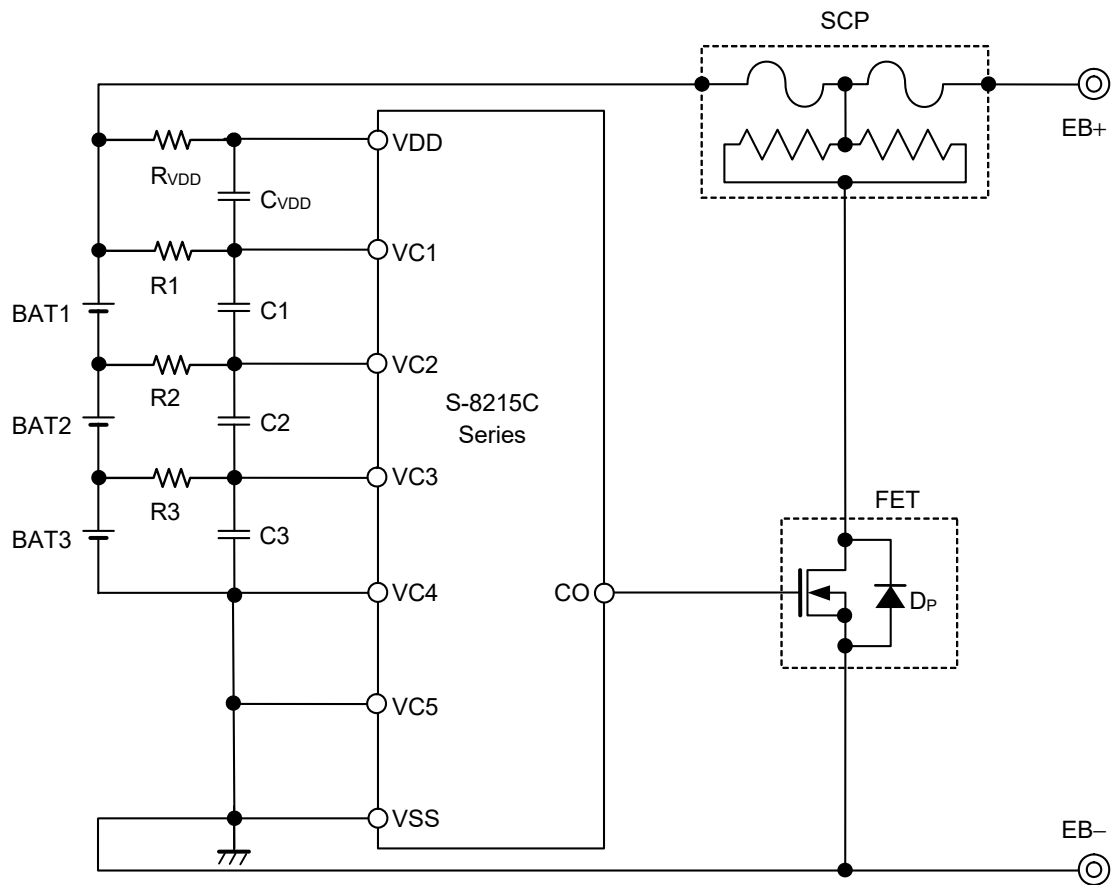 SCP
EB+
VDD
RVDD
CVDD
VC1
R1
BAT1
C1
VC2
R2
S-8215C
Series
BAT2
C2
VC3
R3
FET
BAT3
C3
CO
VC4
DP
VC5
VSS
EB−